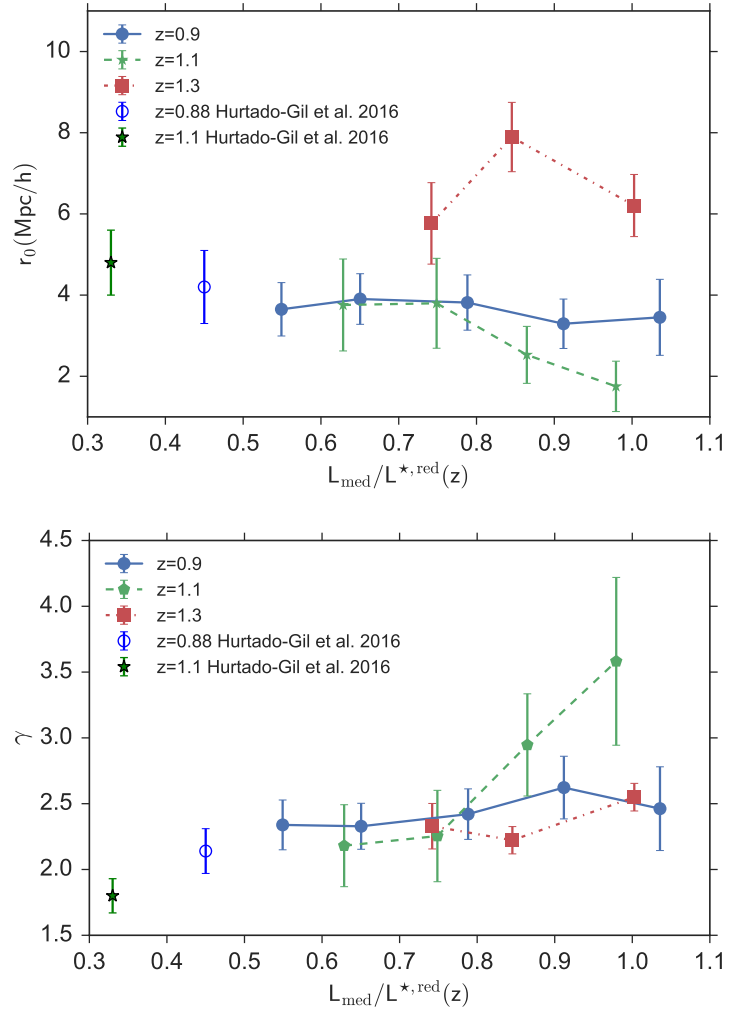 10
8
6
4
2
r₀(Mpc/h)
z=0.9
z=1.1
z=1.3
z=0.88 Hurtado-Gil et al. 2016
z=1.1 Hurtado-Gil et al. 2016
0.3 0.4 0.5 0.6 0.7 0.8 0.9 1.0 1.1
L_med/L^⋆,red(z)
4.5
4.0
3.5
3.0
2.5
2.0
1.5
γ
z=0.9
z=1.1
z=1.3
z=0.88 Hurtado-Gil et al. 2016
z=1.1 Hurtado-Gil et al. 2016
0.3 0.4 0.5 0.6 0.7 0.8 0.9 1.0 1.1
L_med/L^⋆,red(z)